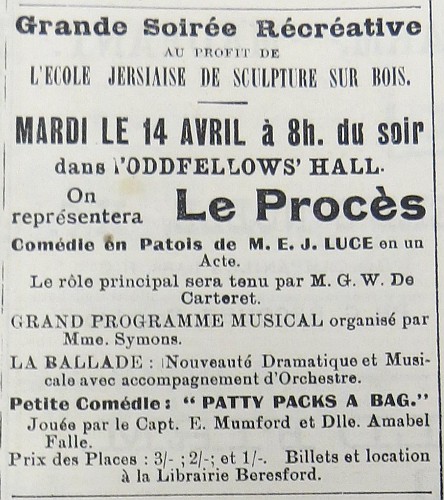 Grande Soirée Récréative
AU PROFIT DE
L'ECOLE JERSIAISE DE SCULPTURE SUR BOIS.
MARDI LE 14 AVRIL à 8h. du soir
dans l'ODDFELLOWS' HALL.
On représentera Le Procès
Comédie en Patois de M. E. J. LUCE en un
Acte.
Le rôle principal sera tenu par M. G. W. De
Carteret.
GRAND PROGRAMME MUSICAL organisé par
Mme. Symons.
LA BALLADE : Nouveauté Dramatique et Musi-
cale avec accompagnement d'Orchestre.
Petite Comédie: "PATTY PACKS A BAG."
Jouée par le Capt. E. Mumford et Dlle. Amabel
Falle.
Prix des Places : 3/- ; 2/-; et 1/-. Billets et location
à la Librairie Beresford.